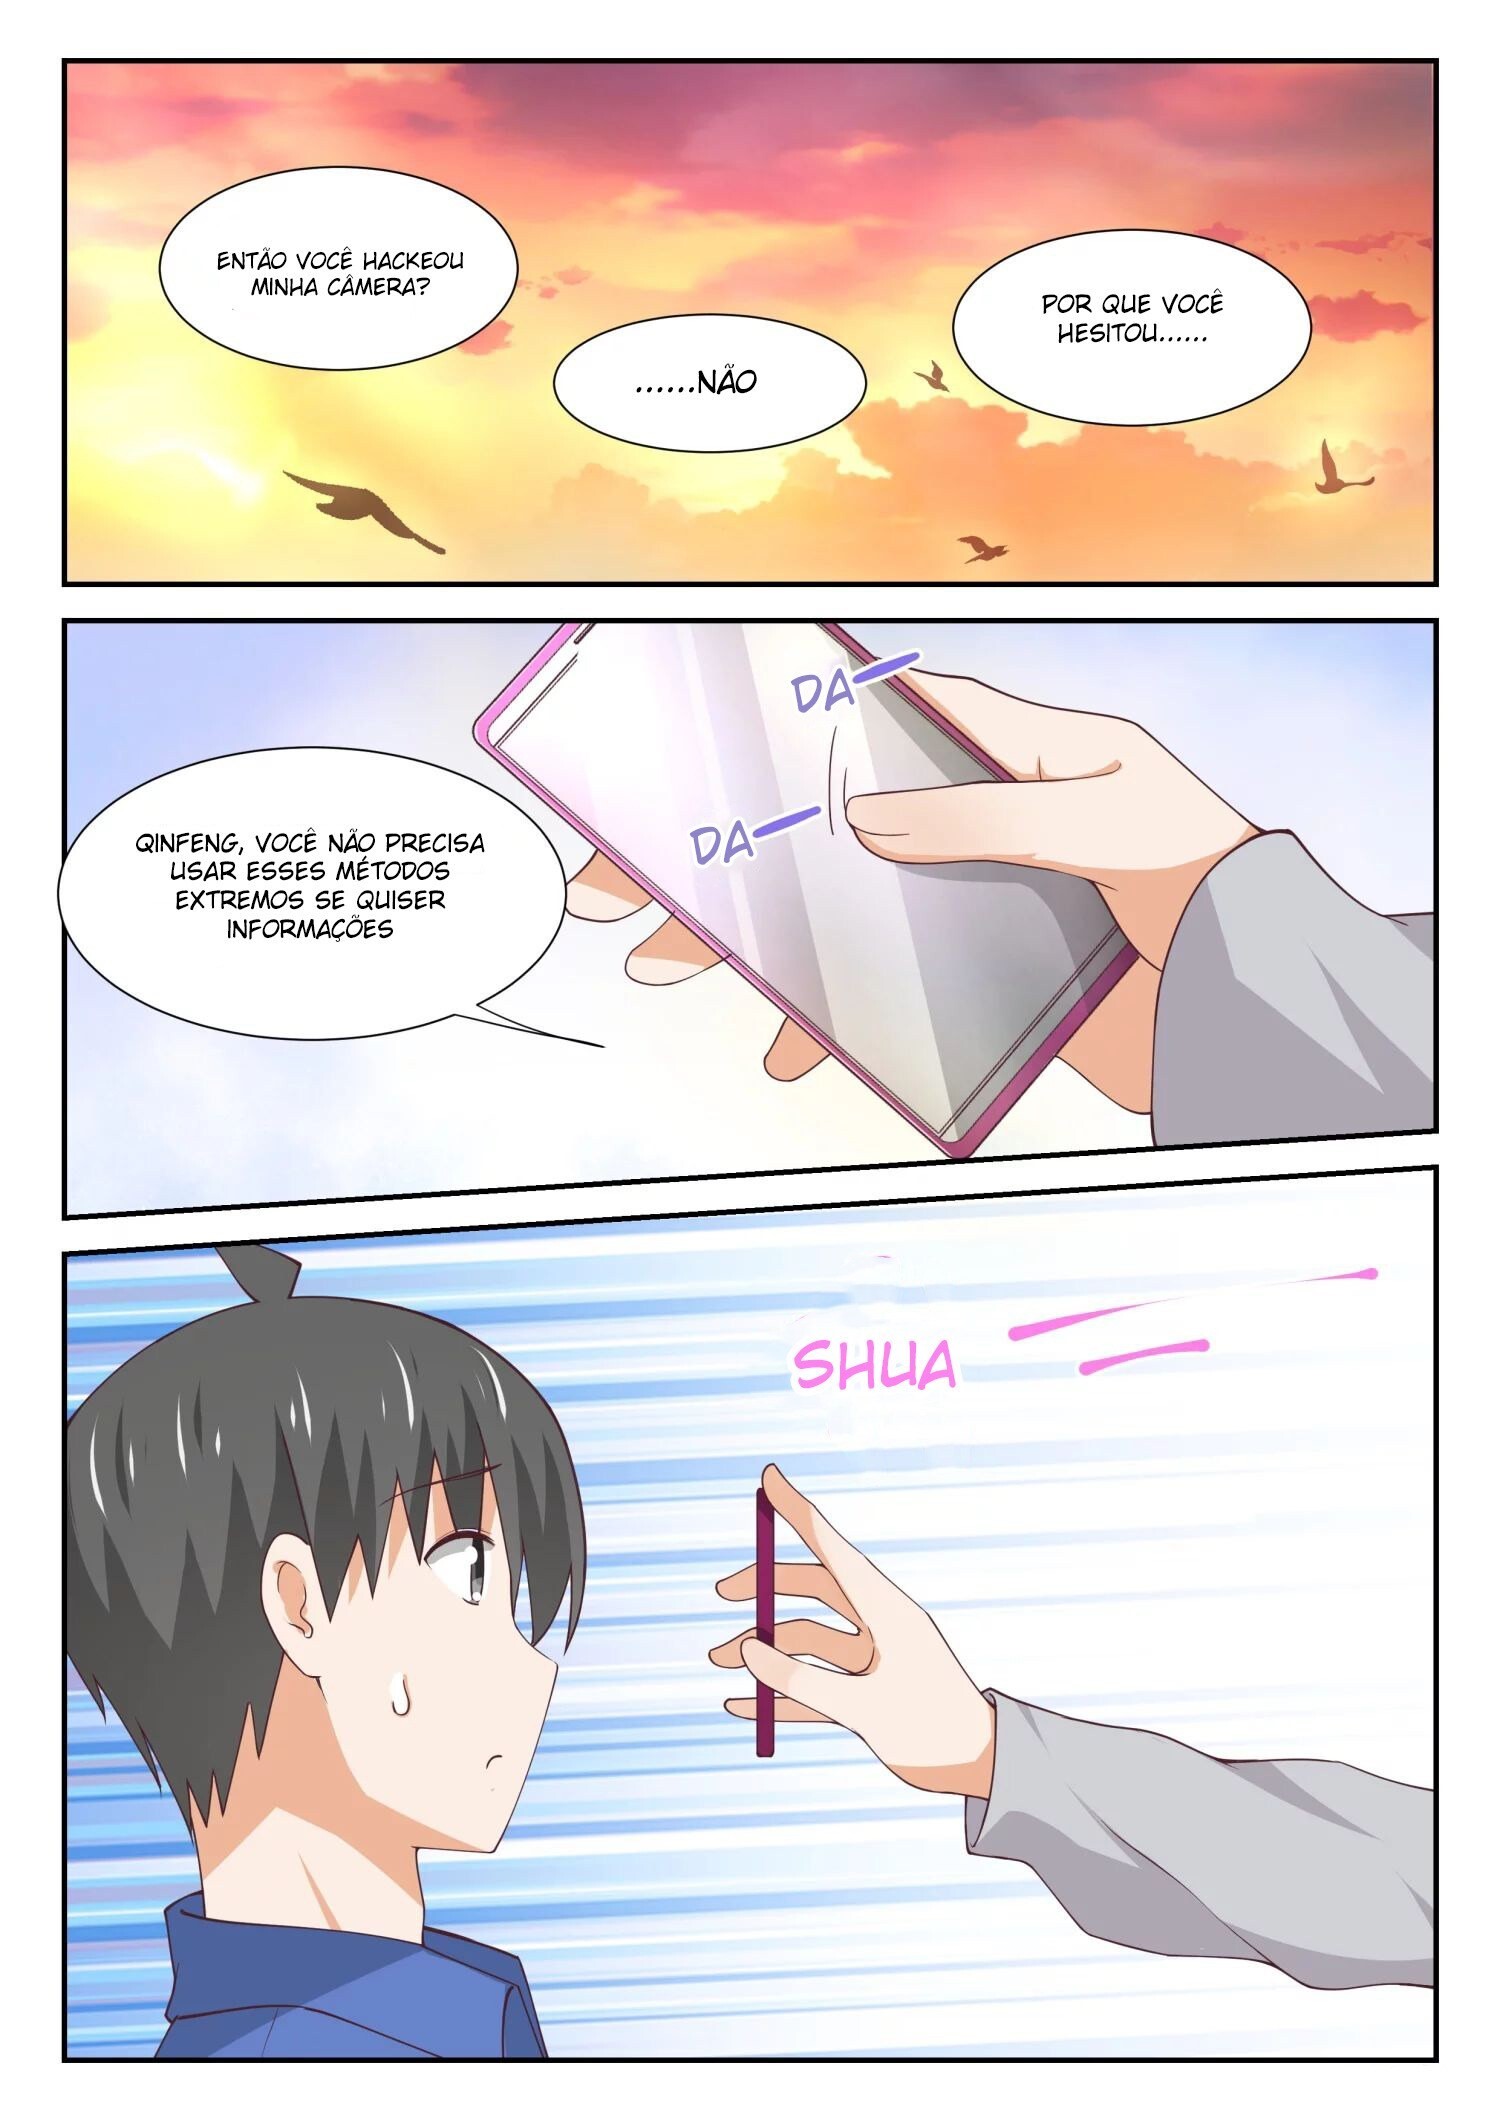 ENTÃO VOCÊ HACKEOU
MINHA CÂMERA?
......NÃO
POR QUE VOCÊ
HESITOU......
DA
DA
QINFENG, VOCÊ NÃO PRECISA
USAR ESSES MÉTODOS
EXTREMOS SE QUISER
INFORMAÇÕES
SHUA